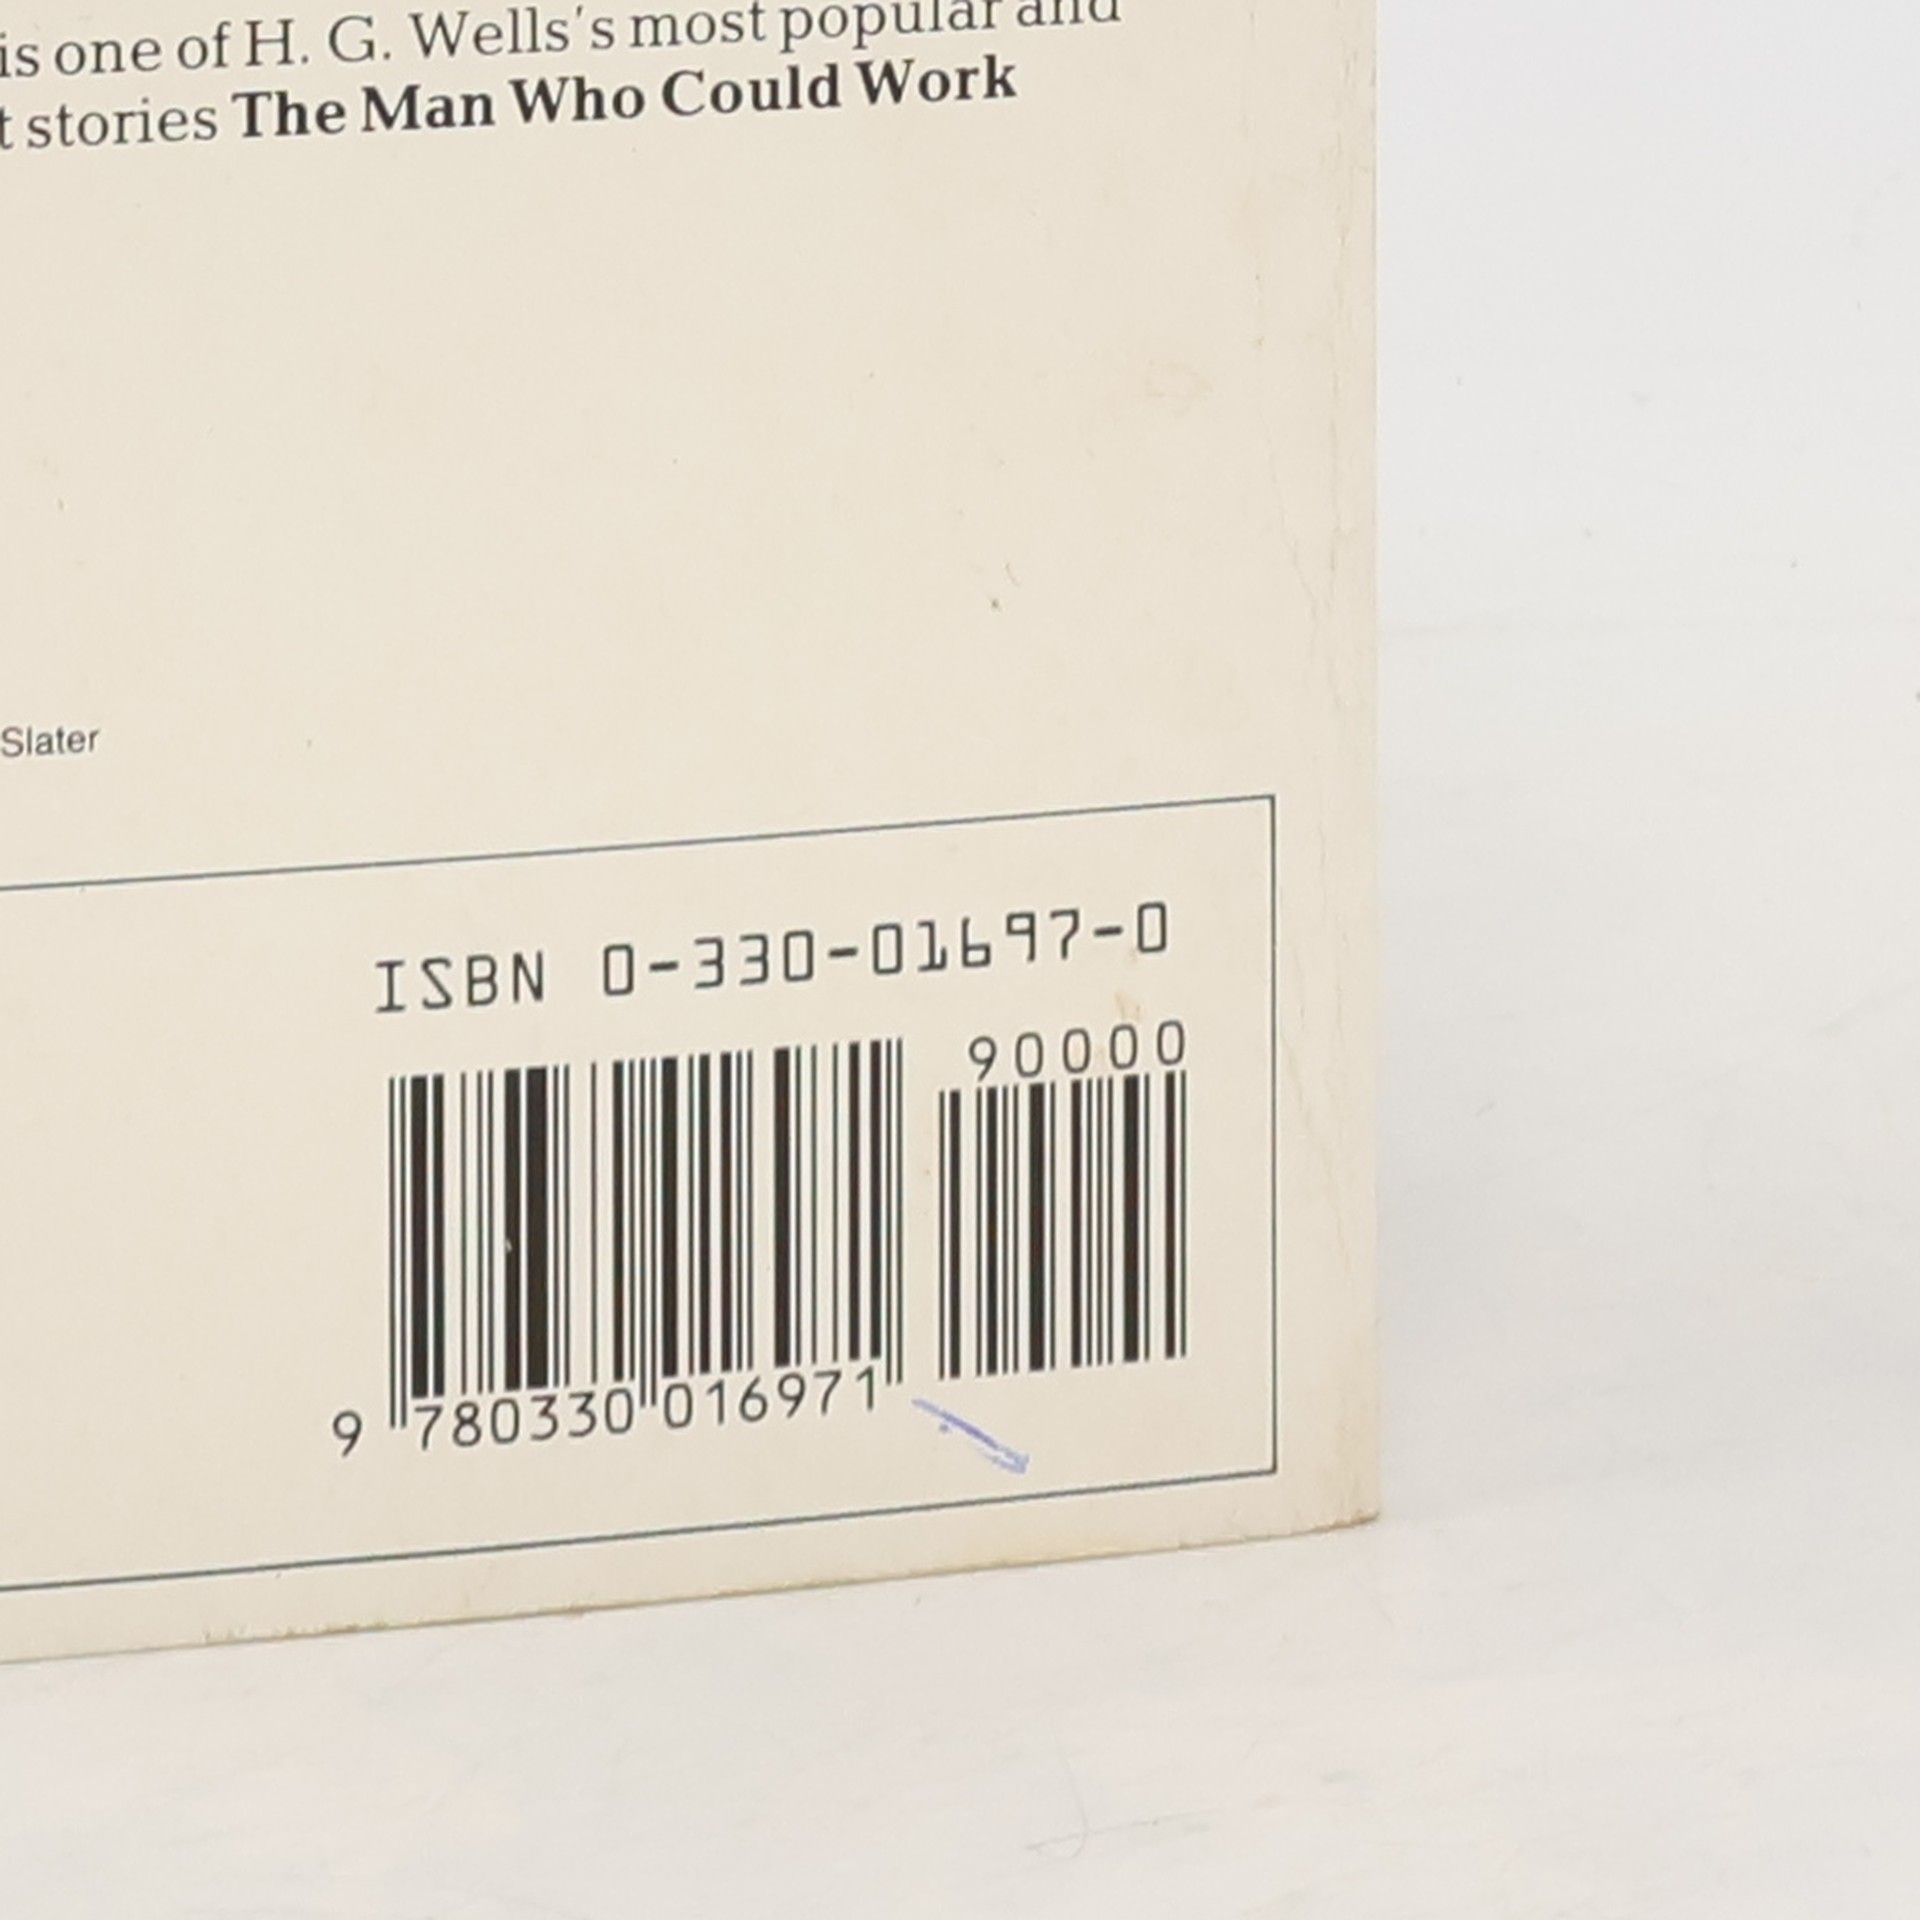 is one of H. G. Wells's most popular and
t stories The Man Who Could Work
Slater
ISBN 0-330-01697-0
90000
9 780330 016971